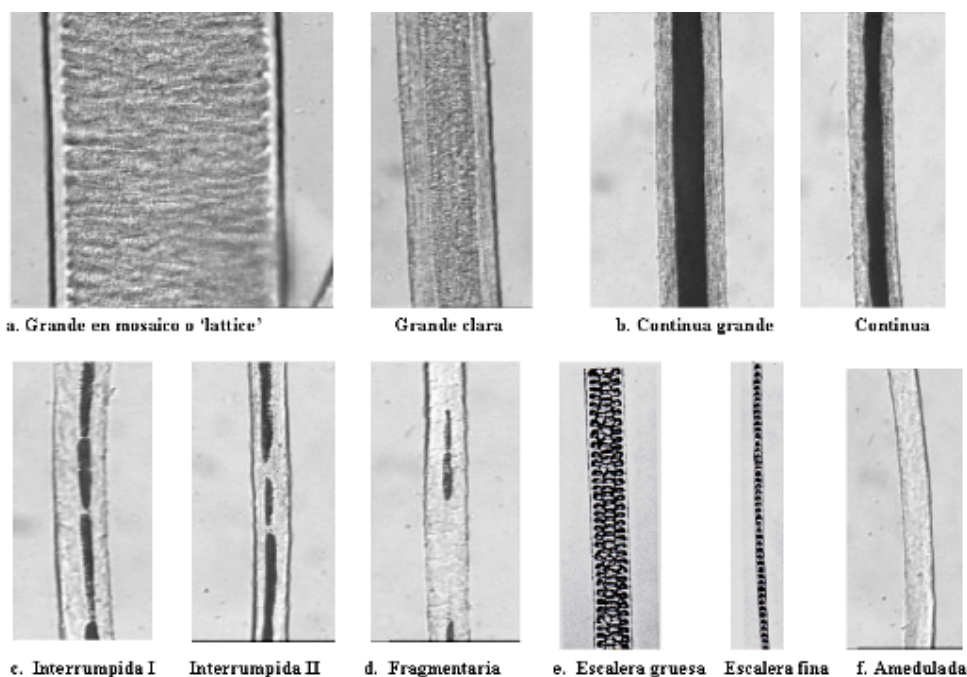 a. Grande en mosaico o 'lattice' Grande clara b. Continua grande Continua
c. Interrumpida I Interrumpida II d. Fragmentaria e. Escalera gruesa Escalera fina f. Amedulada